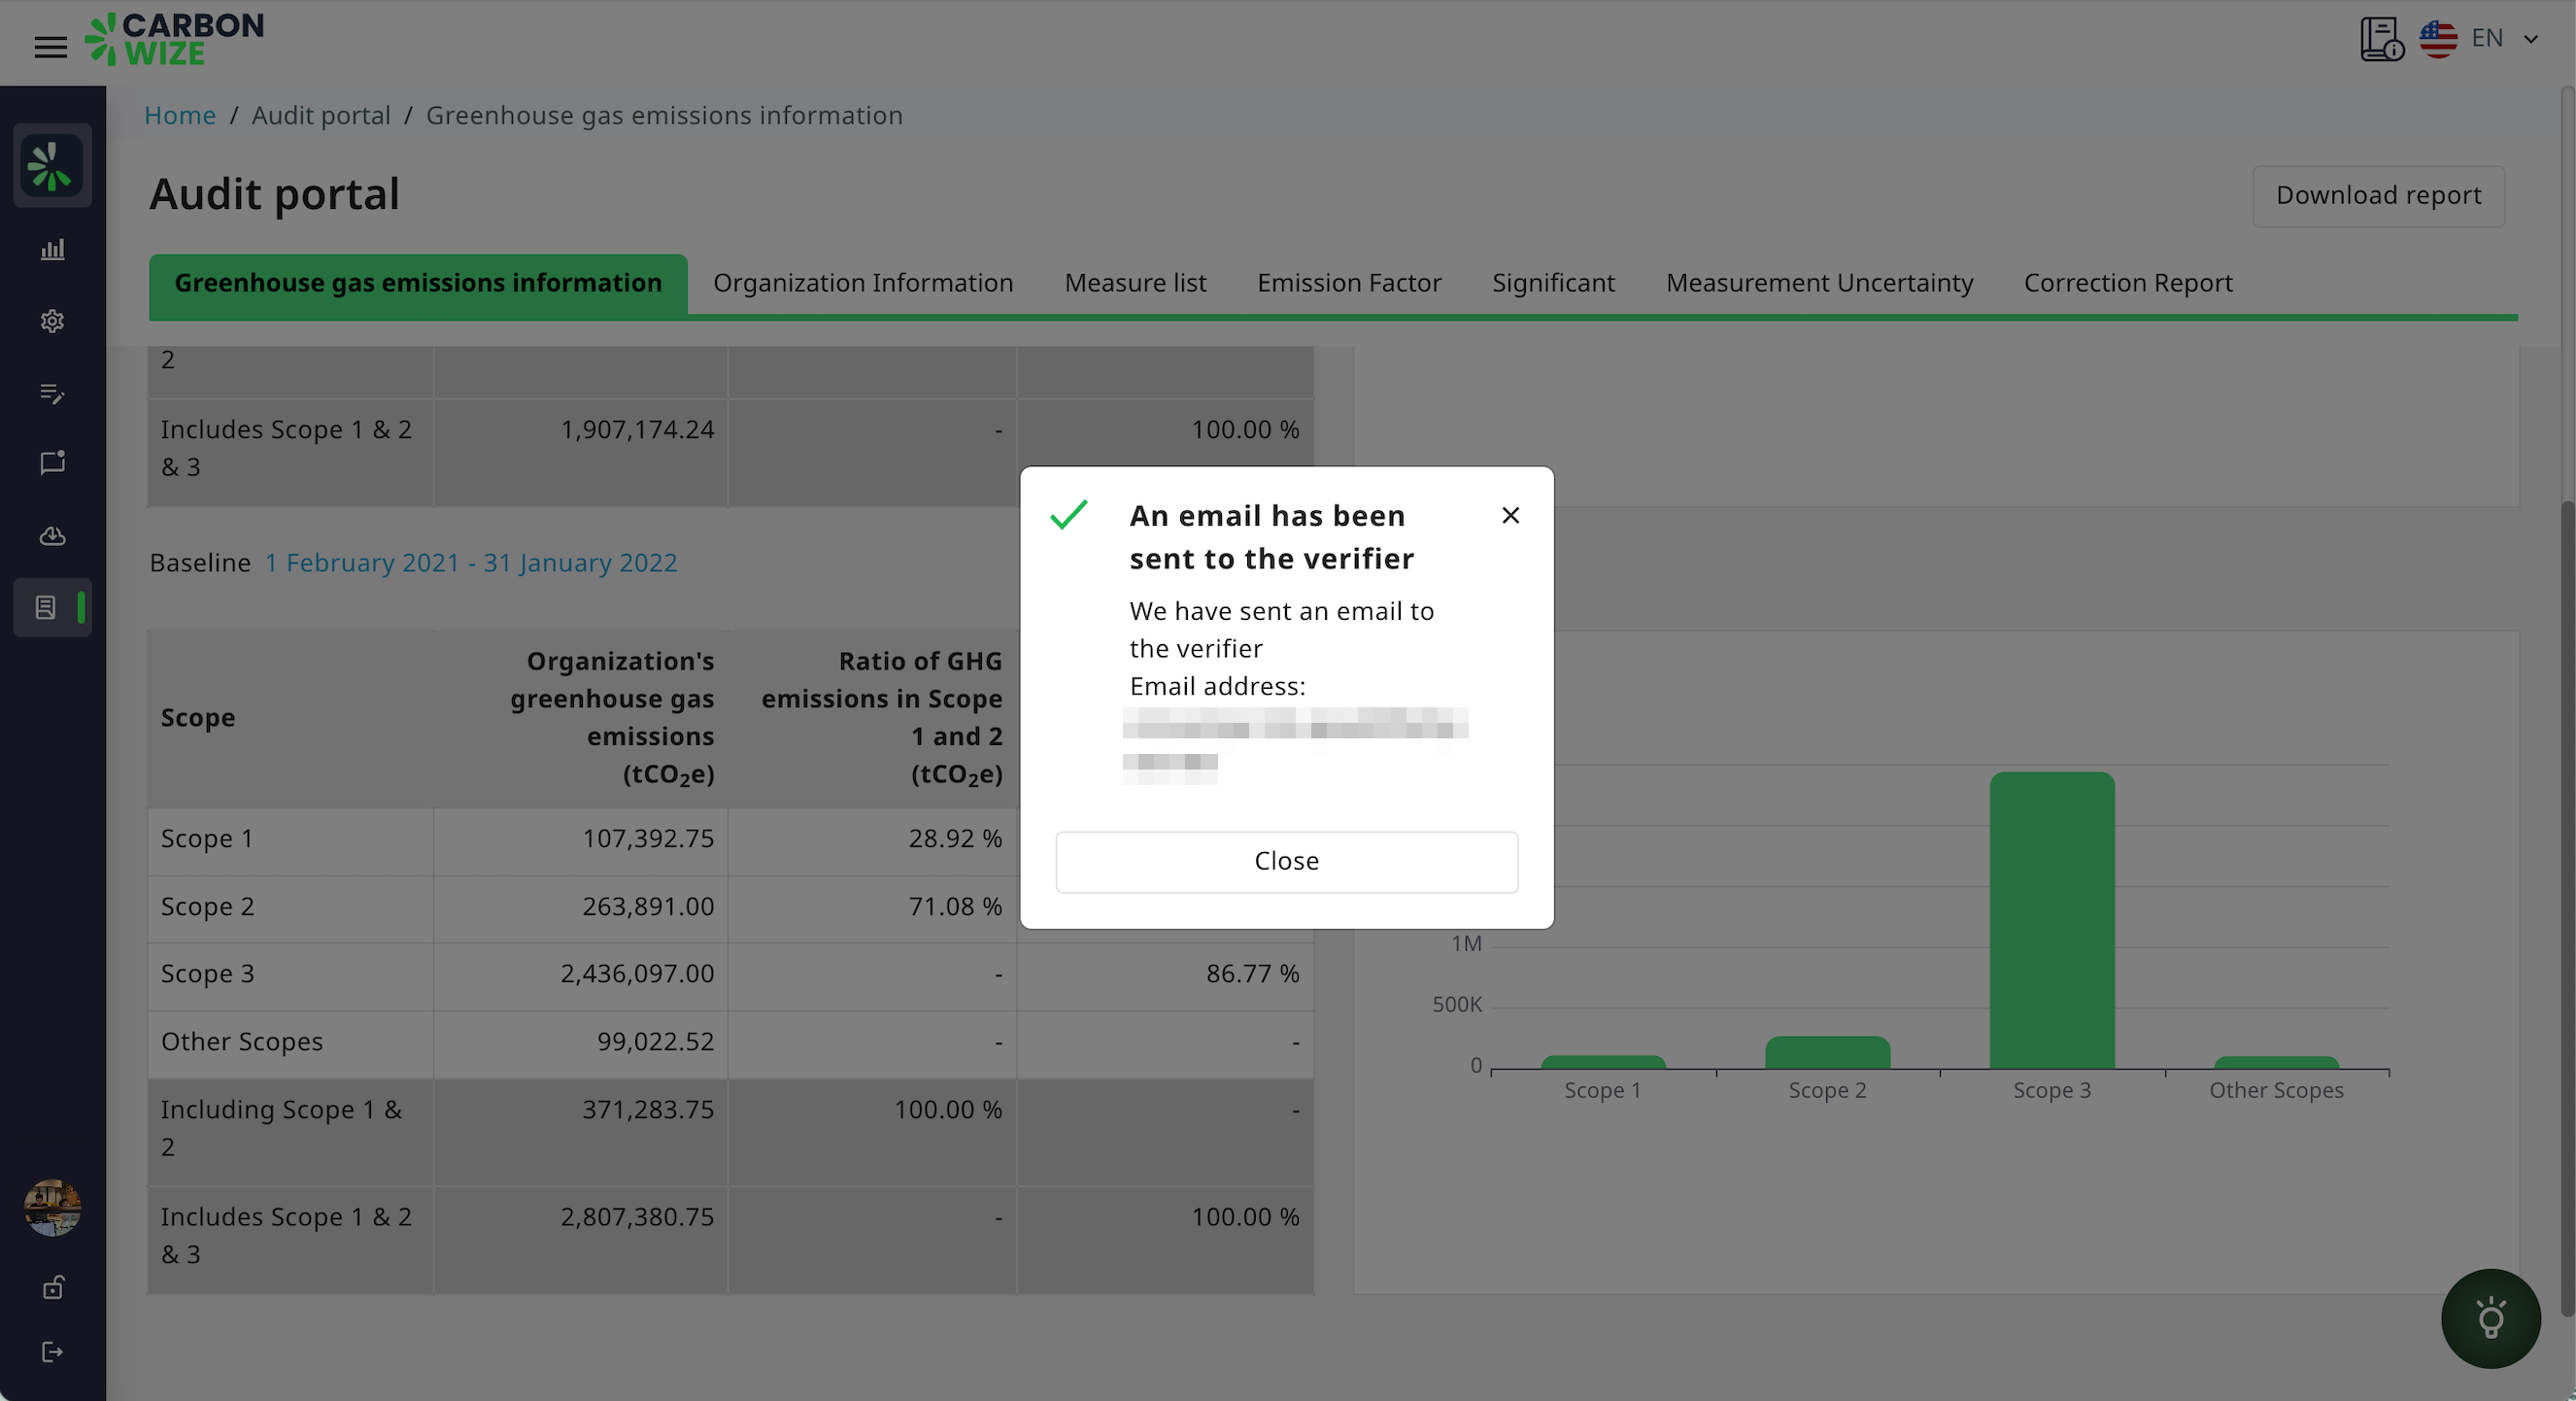 CARBON
WIZE
EN
Home / Audit portal / Greenhouse gas emissions information
Audit portal
Download report
Greenhouse gas emissions information
Organization Information
Measure list
Emission Factor
Significant
Measurement Uncertainty
Correction Report
2
Includes Scope 1 & 2
& 3
1,907,174.24
-
100.00 %
Baseline 1 February 2021 - 31 January 2022
Scope
Organization's
greenhouse gas
emissions
(tCO₂e)
Ratio of GHG
emissions in Scope
1 and 2
(tCO₂e)
Scope 1
107,392.75
28.92 %
Scope 2
263,891.00
71.08 %
Scope 3
2,436,097.00
-
86.77 %
Other Scopes
99,022.52
-
-
Including Scope 1 &
2
371,283.75
100.00 %
-
Includes Scope 1 & 2
& 3
2,807,380.75
-
100.00 %
An email has been
sent to the verifier
We have sent an email to
the verifier
Email address:
Close
1M
500K
0
Scope 1
Scope 2
Scope 3
Other Scopes